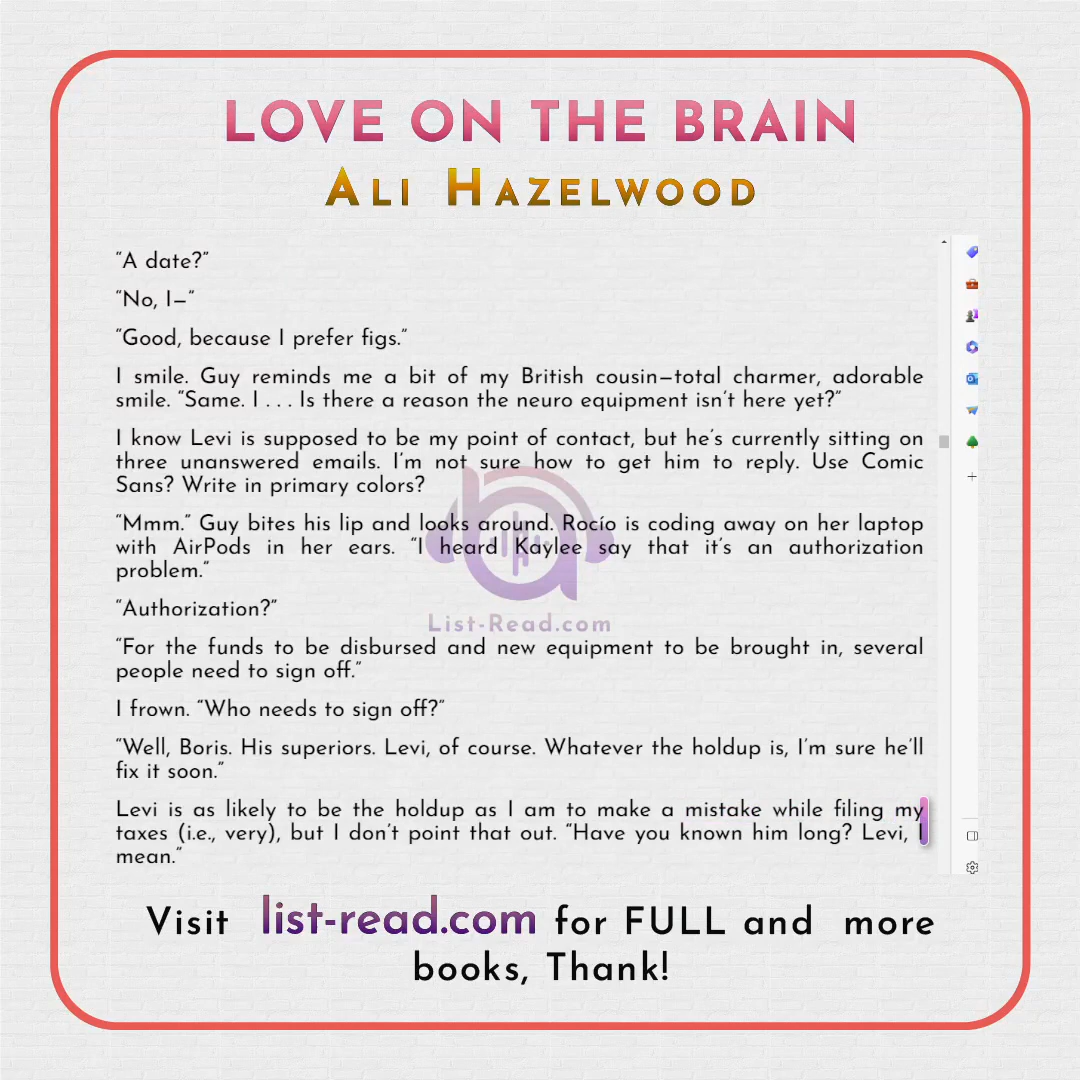 LOVE ON THE BRAIN
ALI HAZELWOOD
“A date?”
“No, I—“
“Good, because I prefer figs.”
I smile. Guy reminds me a bit of my British cousin—total charmer, adorable
smile. “Same. I . . . Is there a reason the neuro equipment isn’t here yet?”
I know Levi is supposed to be my point of contact, but he’s currently sitting on
three unanswered emails. I’m not sure how to get him to reply. Use Comic
Sans? Write in primary colors?
“Mmm.” Guy bites his lip and looks around. Rocío is coding away on her laptop
with AirPods in her ears. “I heard Kaylee say that it’s an authorization
problem.”
“Authorization?”
List-Read.com
“For the funds to be disbursed and new equipment to be brought in, several
people need to sign off.”
I frown. “Who needs to sign off?”
“Well, Boris. His superiors. Levi, of course. Whatever the holdup is, I’m sure he’ll
fix it soon.”
Levi is as likely to be the holdup as I am to make a mistake while filing my
taxes (i.e., very), but I don’t point that out. “Have you known him long? Levi, I
mean.”
Visit list-read.com for FULL and more
books, Thank!